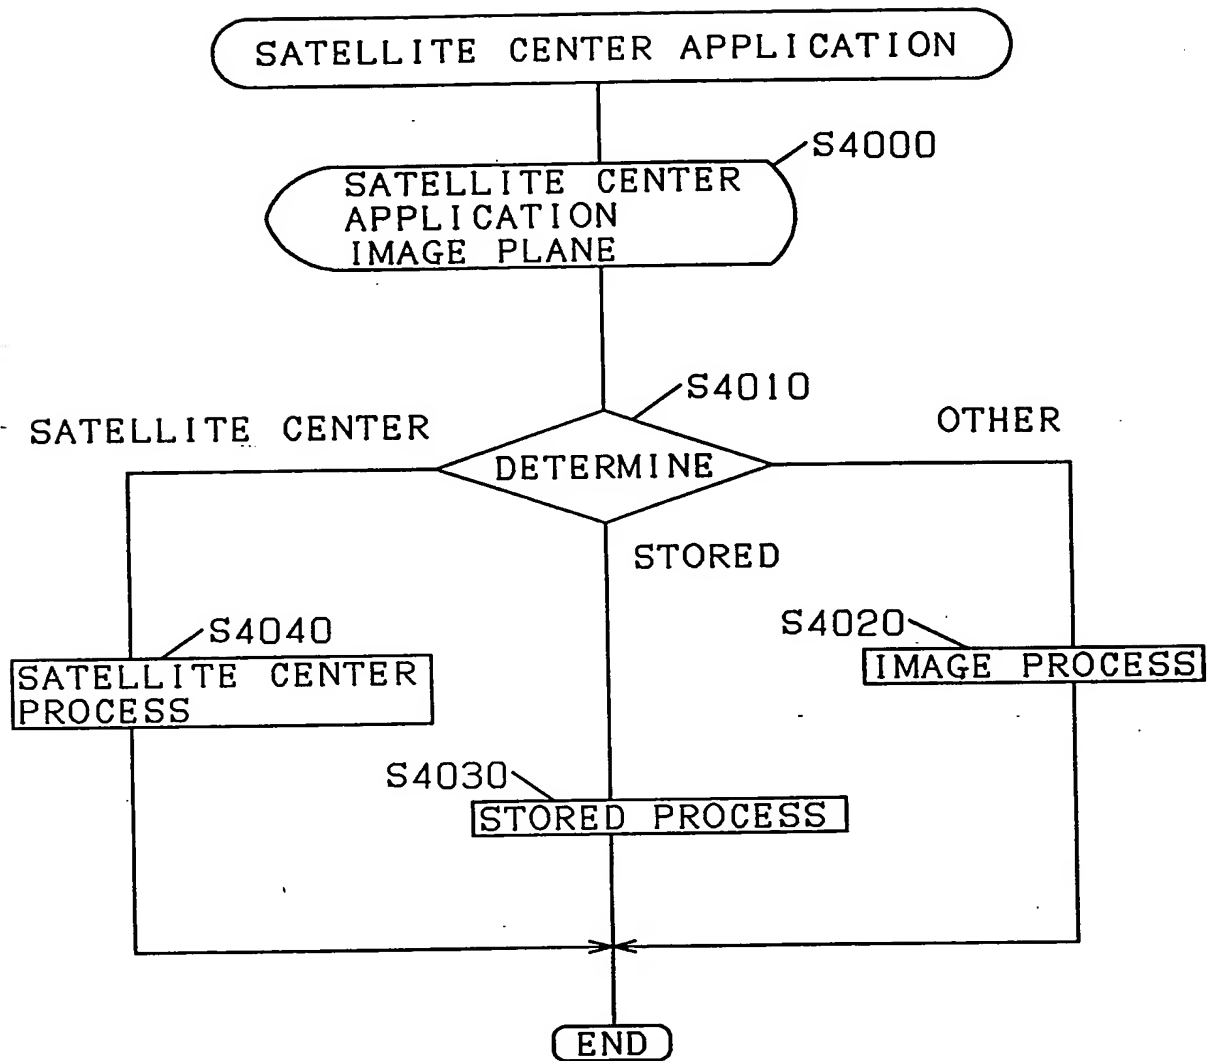 SATELLITE CENTER APPLICATION
S4000
SATELLITE CENTER
APPLICATION
IMAGE PLANE
S4010
SATELLITE CENTER
OTHER
DETERMINE
STORED
S4040
S4020
SATELLITE CENTER
PROCESS
IMAGE PROCESS
S4030
STORED PROCESS
END